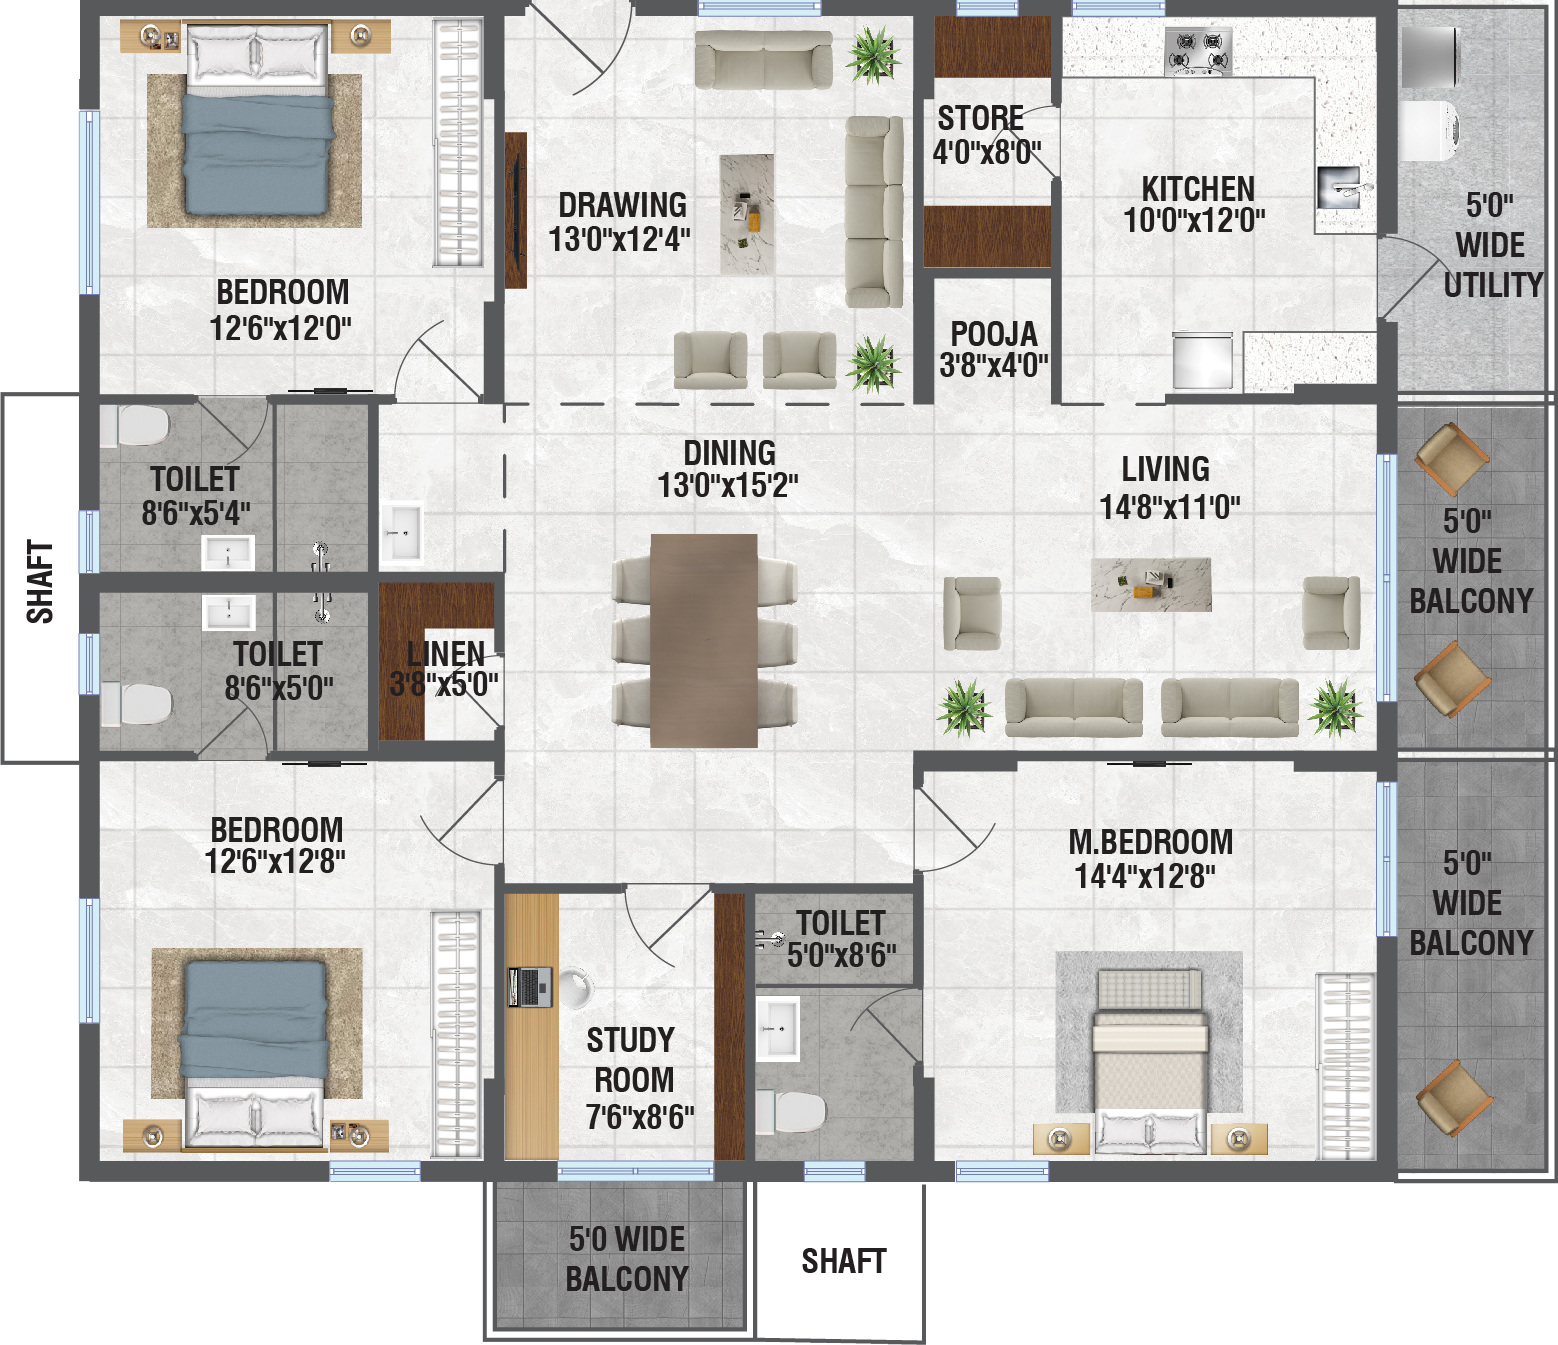 STORE
4'0"x8'0"
DRAWING
13'0"x12'4"
KITCHEN
10'0"x12'0"
5'0"
WIDE
UTILITY
BEDROOM
12'6"x12'0"
POOJA
3'8"x4'0"
TOILET
8'6"x5'4"
DINING
13'0"x15'2"
LIVING
14'8"x11'0"
5'0"
WIDE
BALCONY
SHAFT
TOILET
8'6"x5'0"
LINEN
3'8"x5'0"
BEDROOM
12'6"x12'8"
M.BEDROOM
14'4"x12'8"
5'0"
WIDE
BALCONY
TOILET
5'0"x8'6"
STUDY
ROOM
7'6"x8'6"
5'0 WIDE
BALCONY
SHAFT